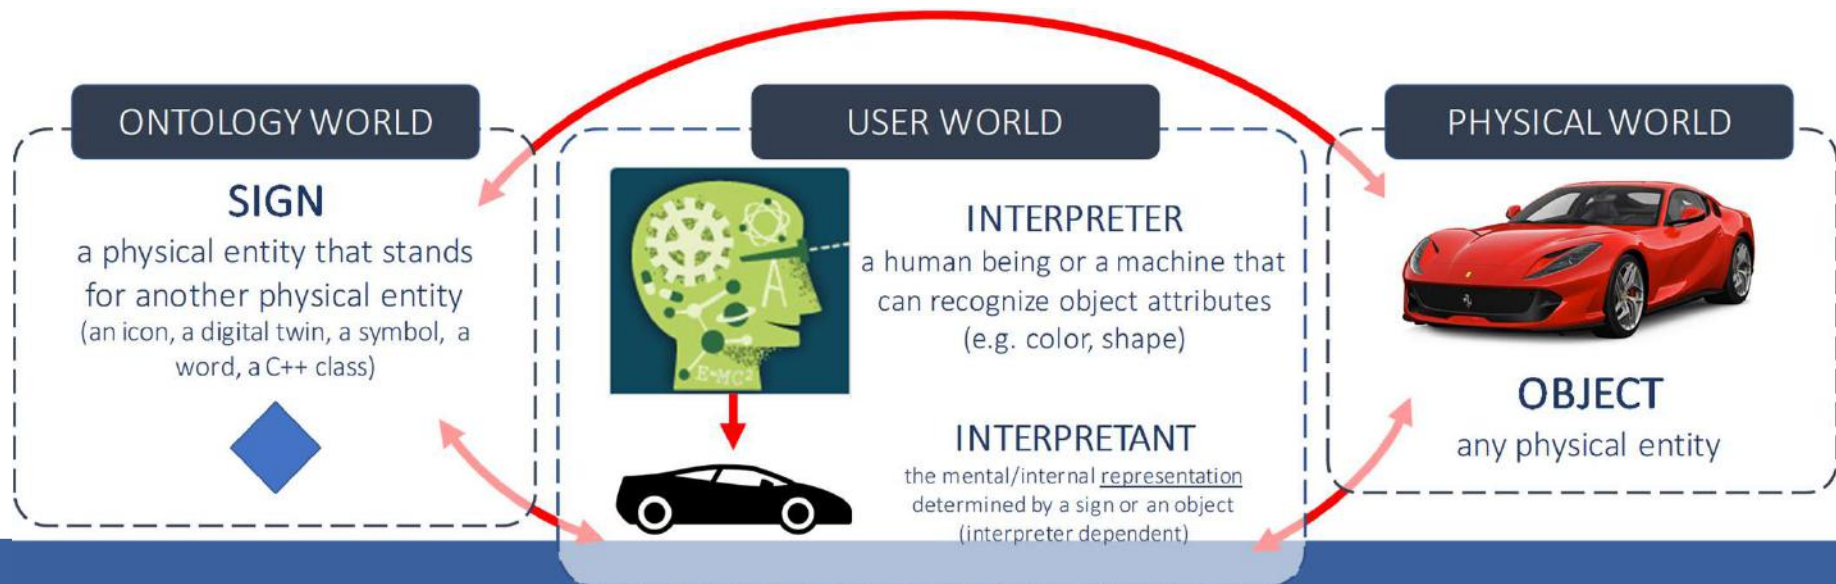 ONTOLOGY WORLD
SIGN
a physical entity that stands
for another physical entity
(an icon, a digital twin, a symbol, a
word, a C++ class)
USER WORLD
A
E=MC2
INTERPRETER
a human being or a machine that
can recognize object attributes
(e.g. color, shape)
INTERPRETANT
the mental/internal representation
determined by a sign or an object
(interpreter dependent)
PHYSICAL WORLD
OBJECT
any physical entity